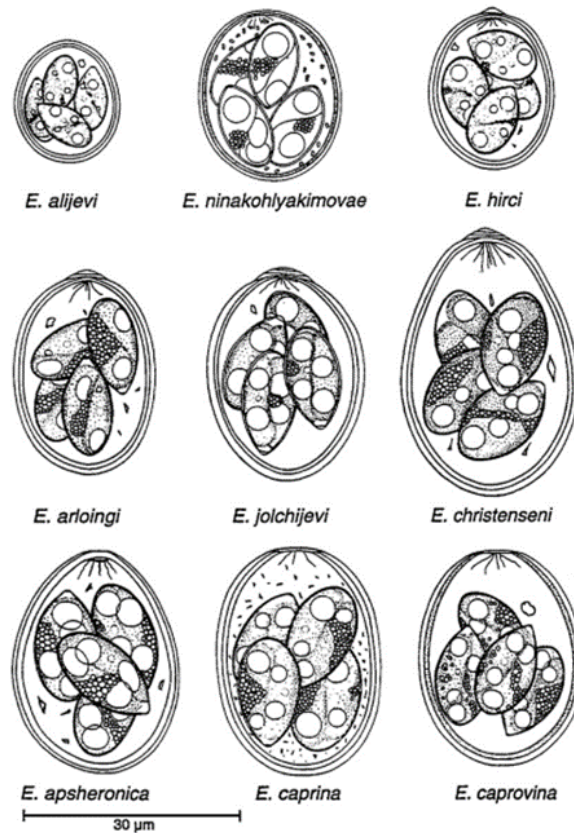 E. alijevi
E. ninakohlyakimovae
E. hirci
E. arloingi
E. jolchijevi
E. christenseni
E. apsheronica
E. caprina
E. caprovina
30 µm